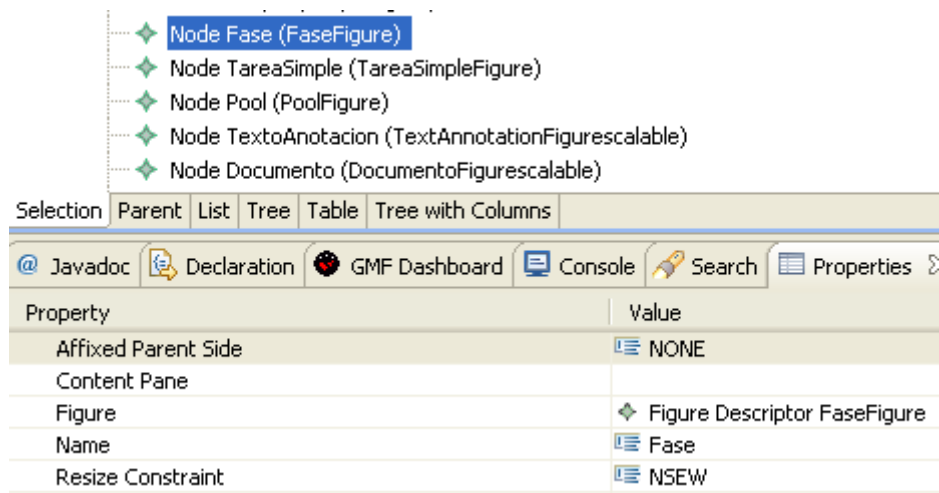 Node Fase (FaseFigure)
Node TareaSimple (TareaSimpleFigure)
Node Pool (PoolFigure)
Node TextoAnotacion (TextAnnotationFigurescalable)
Node Documento (DocumentoFigurescalable)
Selection Parent List Tree Table Tree with Columns
@ Javadoc Declaration GMF Dashboard Console Search Properties
Property Value
Affixed Parent Side NONE
Content Pane
Figure Figure Descriptor FaseFigure
Name Fase
Resize Constraint NSEW